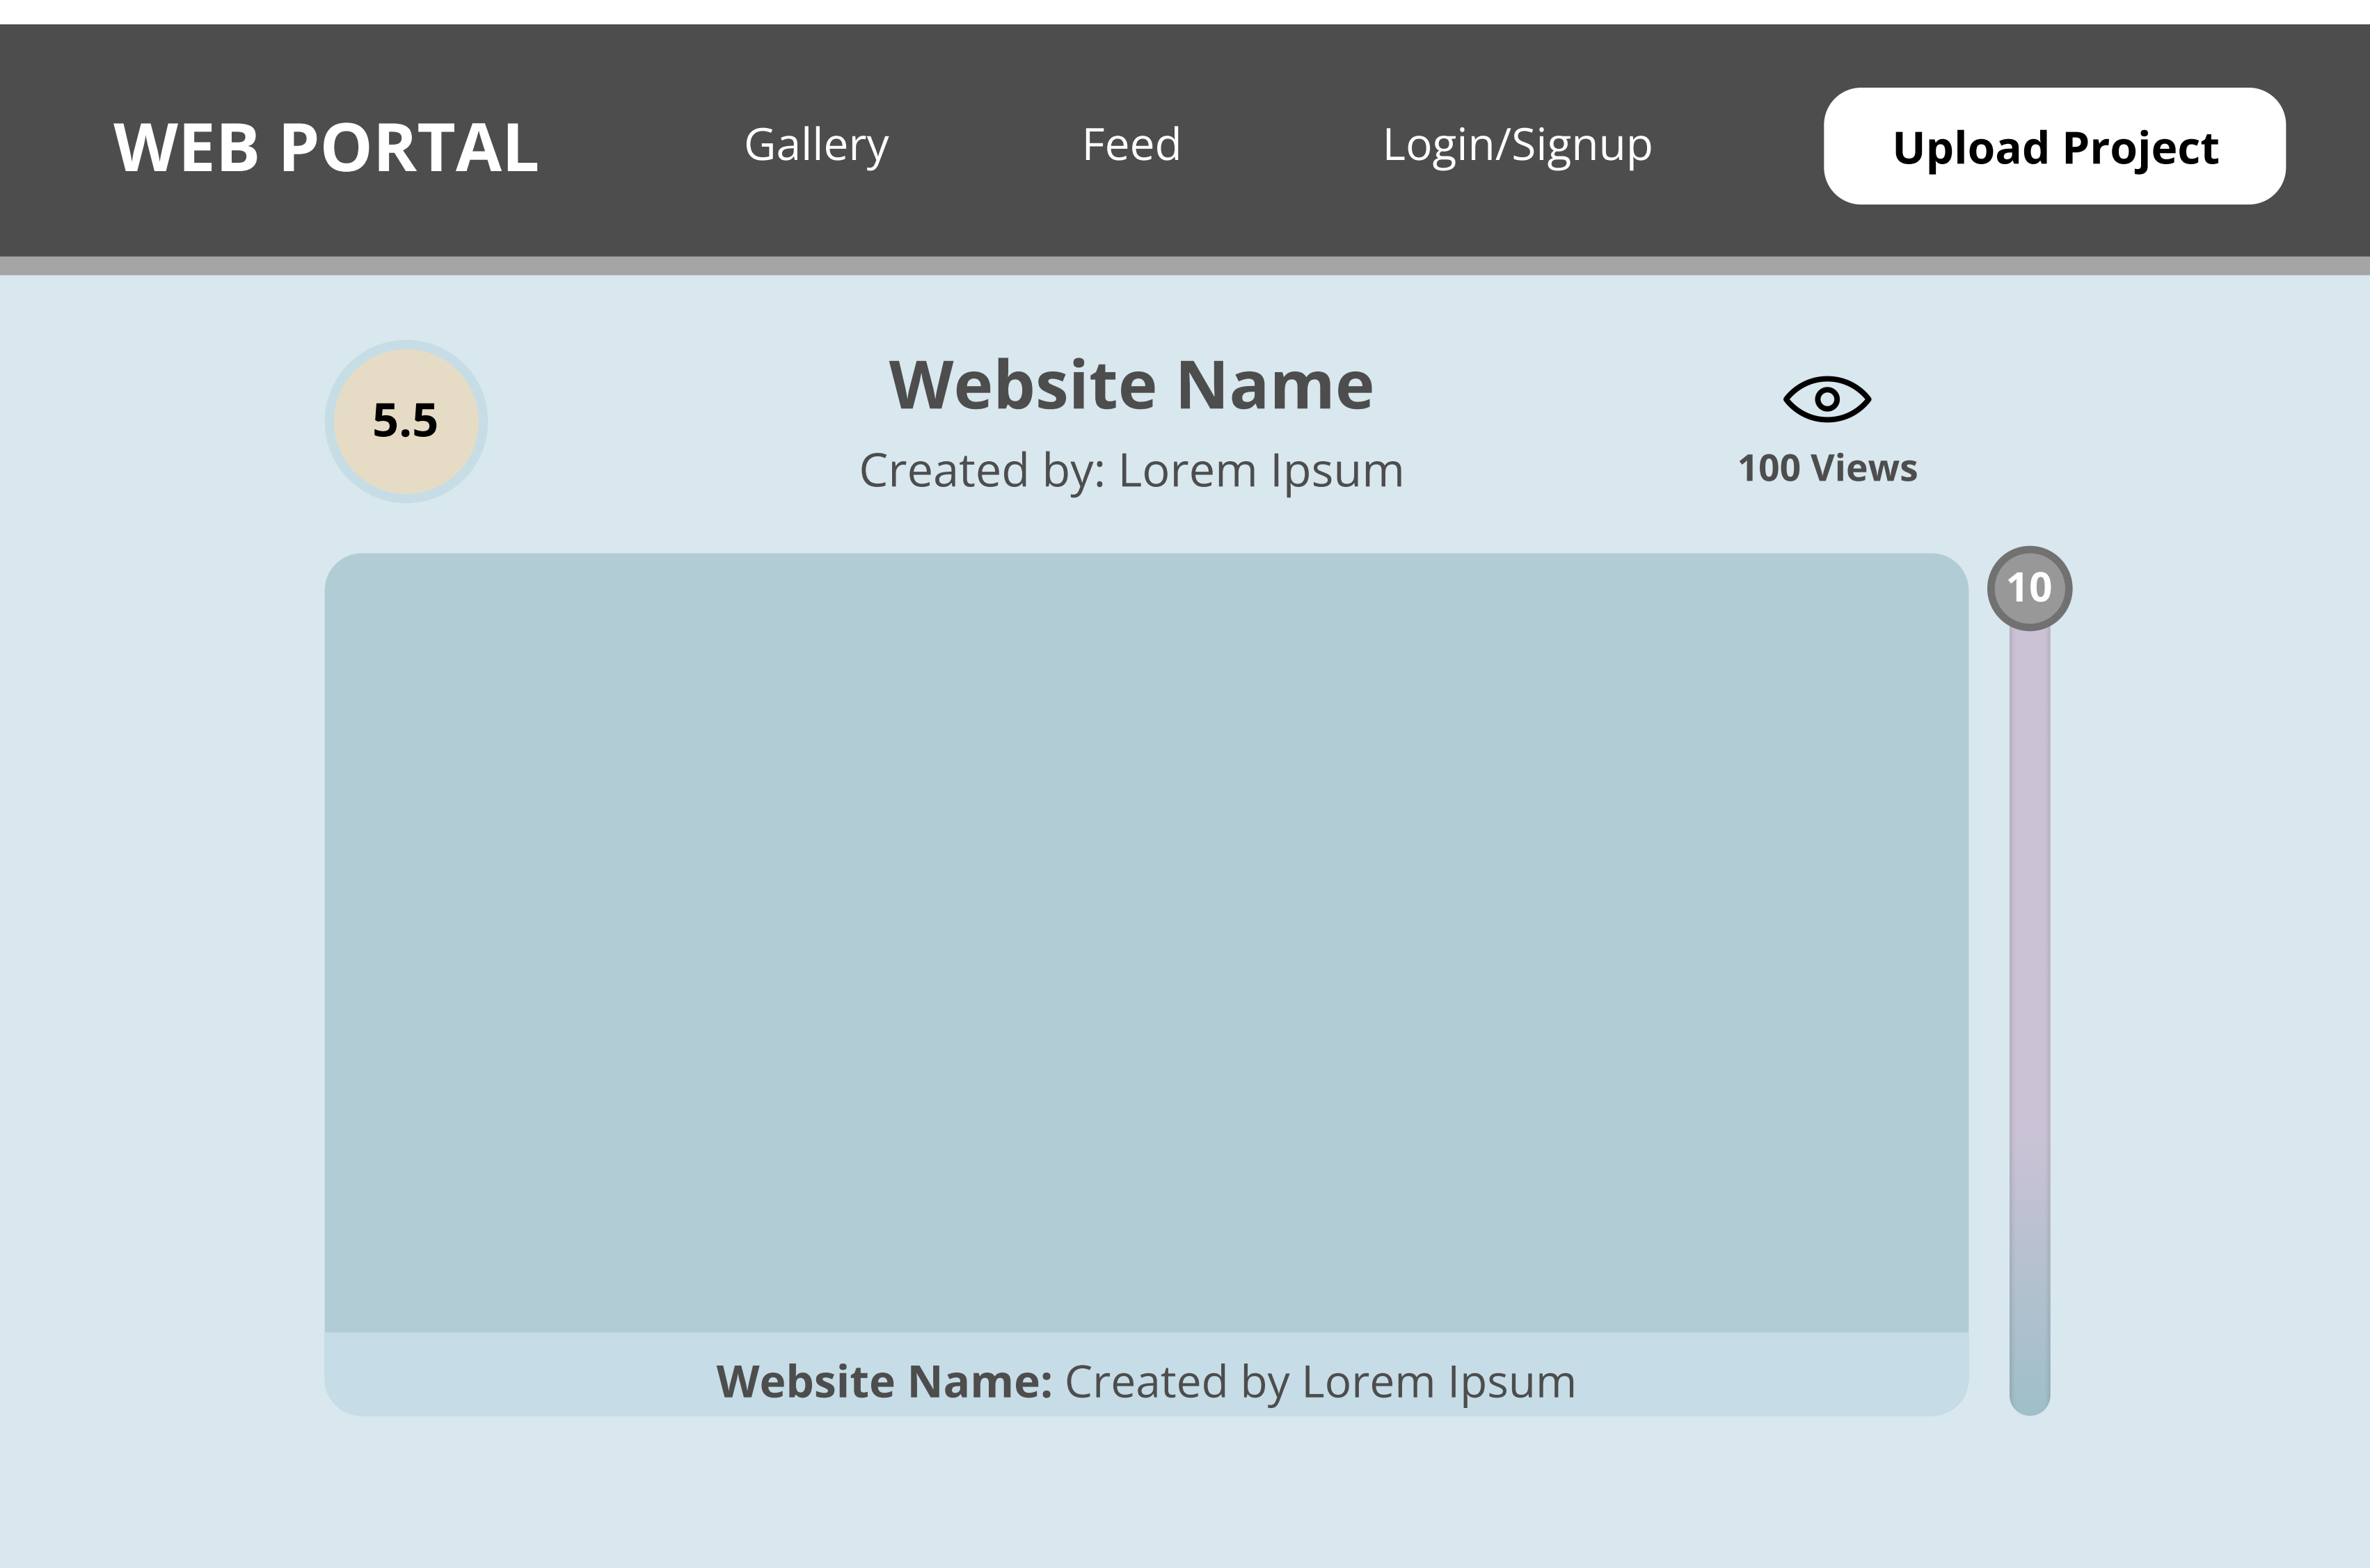 WEB PORTAL Gallery Feed Login/Signup Upload Project
5.5
Website Name
Created by: Lorem Ipsum
100 Views
10
Website Name: Created by Lorem Ipsum